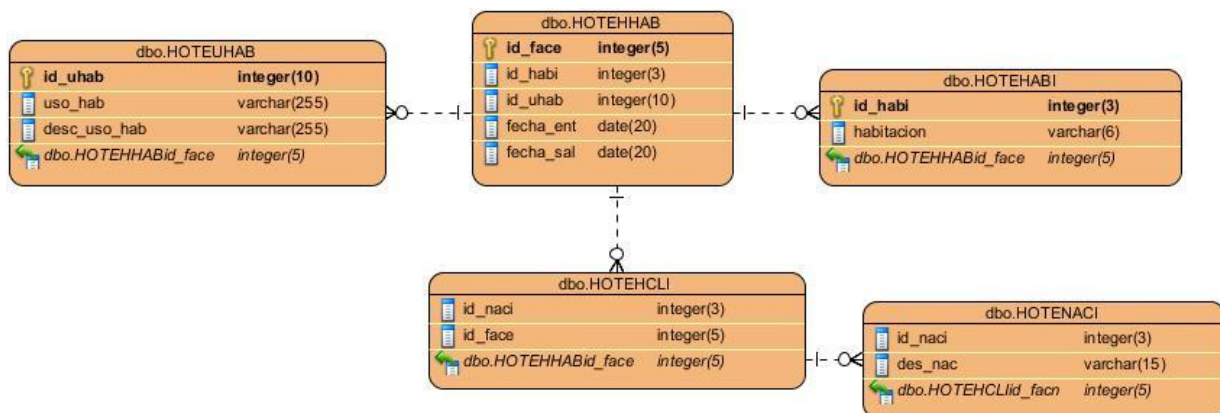 dbo.HOTEUHAB
id_uhab integer(10)
uso_hab varchar(255)
desc_uso_hab varchar(255)
dbo.HOTEHHABid_face integer(5)
dbo.HOTEHHAB
id_face integer(5)
id_habi integer(3)
id_uhab integer(10)
fecha_ent date(20)
fecha_sal date(20)
dbo.HOTEHABI
id_habi integer(3)
habitacion varchar(6)
dbo.HOTEHHABid_face integer(5)
dbo.HOTEHCLI
id_naci integer(3)
id_face integer(5)
dbo.HOTEHHABid_face integer(5)
dbo.HOTENACI
id_naci integer(3)
des_nac varchar(15)
dbo.HOTEHCLIid_facn integer(5)